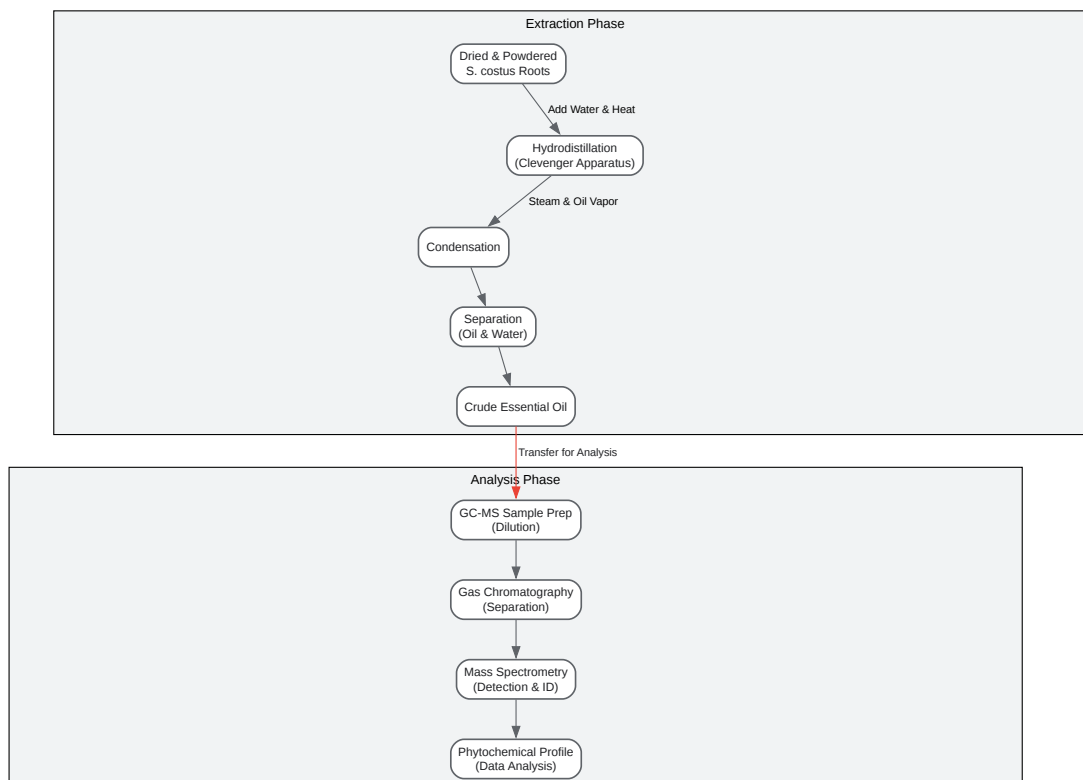 Extraction Phase
Dried & Powdered
S. costus Roots
Add Water & Heat
Hydrodistillation
(Clevenger Apparatus)
Steam & Oil Vapor
Condensation
Separation
(Oil & Water)
Crude Essential Oil
Transfer for Analysis
Analysis Phase
GC-MS Sample Prep
(Dilution)
Gas Chromatography
(Separation)
Mass Spectrometry
(Detection & ID)
Phytochemical Profile
(Data Analysis)